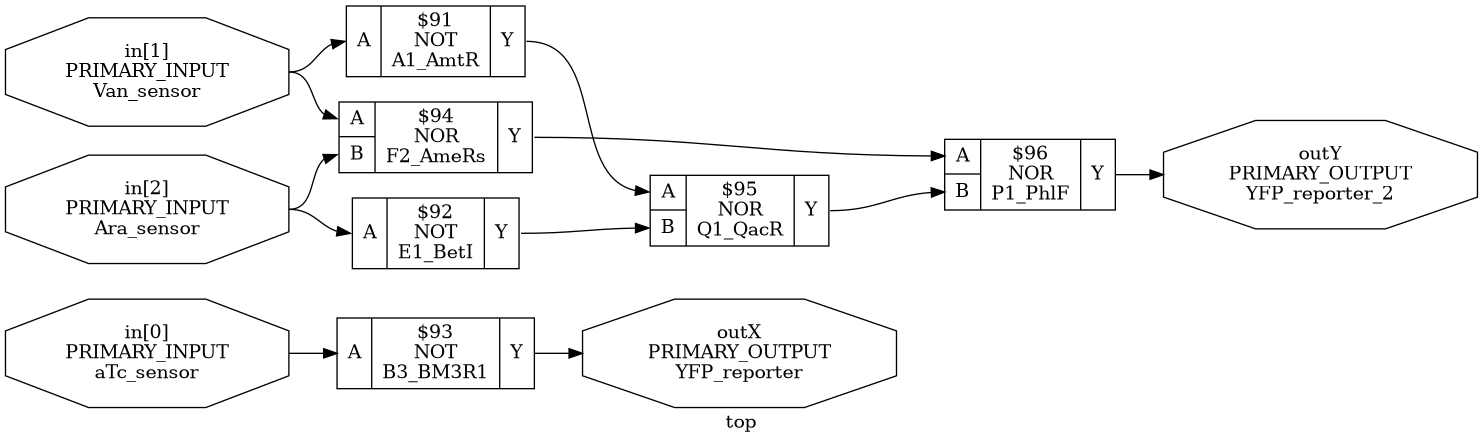 in[1]
PRIMARY_INPUT
Van_sensor
A
$91
NOT
A1_AmtR
Y
A
B
$94
NOR
F2_AmeRs
Y
in[2]
PRIMARY_INPUT
Ara_sensor
A
$92
NOT
E1_BetI
Y
A
B
$95
NOR
Q1_QacR
Y
A
B
$96
NOR
P1_PhlF
Y
outY
PRIMARY_OUTPUT
YFP_reporter_2
in[0]
PRIMARY_INPUT
aTc_sensor
A
$93
NOT
B3_BM3R1
Y
outX
PRIMARY_OUTPUT
YFP_reporter
top